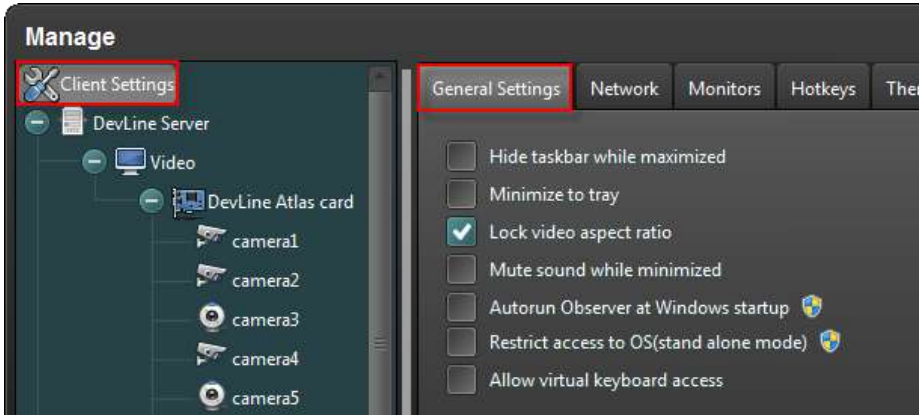 Manage
Client Settings
DevLine Server
Video
DevLine Atlas card
camera1
camera2
camera3
camera4
camera5
General Settings Network Monitors Hotkeys
Hide taskbar while maximized
Minimize to tray
Lock video aspect ratio
Mute sound while minimized
Autorun Observer at Windows startup
Restrict access to OS(stand alone mode)
Allow virtual keyboard access